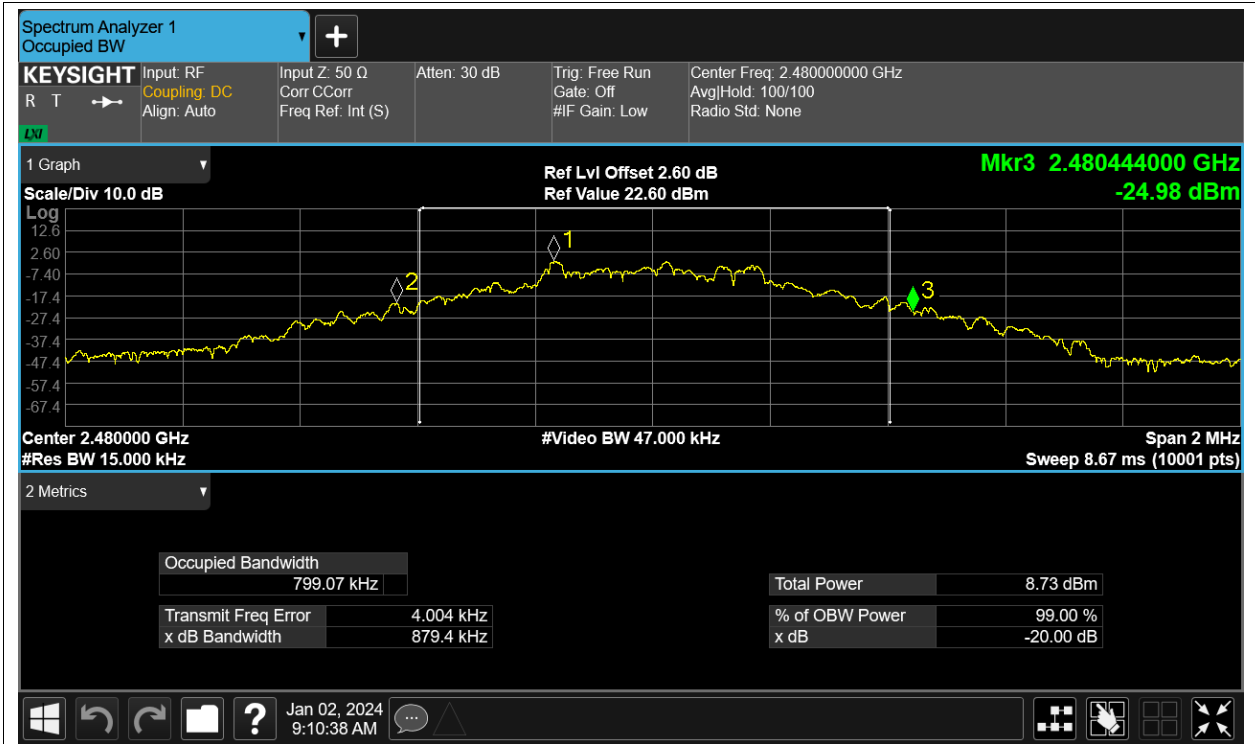 Spectrum Analyzer 1
Occupied BW
KEYSIGHT
R T
LXI
Input: RF
Coupling: DC
Align: Auto
Input Z: 50 Ω
Corr CCorr
Freq Ref: Int (S)
Atten: 30 dB
Trig: Free Run
Gate: Off
#IF Gain: Low
Center Freq: 2.480000000 GHz
Avg|Hold: 100/100
Radio Std: None
1 Graph
Ref Lvl Offset 2.60 dB
Mkr3 2.480444000 GHz
Scale/Div 10.0 dB
Ref Value 22.60 dBm
-24.98 dBm
Log
12.6
2.60
-7.40
-17.4
-27.4
-37.4
-47.4
-57.4
-67.4
1
2
3
Center 2.480000 GHz
#Video BW 47.000 kHz
Span 2 MHz
#Res BW 15.000 kHz
Sweep 8.67 ms (10001 pts)
2 Metrics
Occupied Bandwidth
799.07 kHz
Transmit Freq Error 4.004 kHz
x dB Bandwidth 879.4 kHz
Total Power 8.73 dBm
% of OBW Power 99.00 %
x dB -20.00 dB
?
Jan 02, 2024
9:10:38 AM